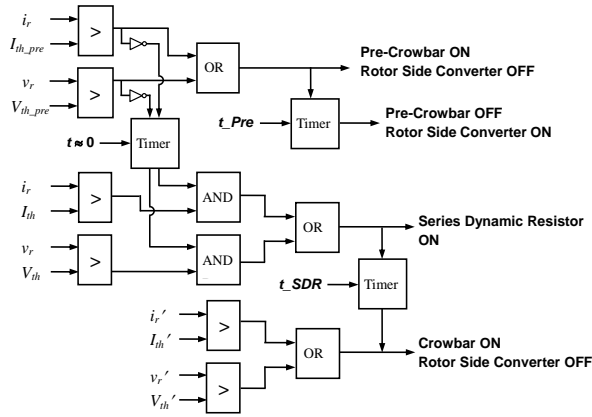 i_r
I_th_pre
>
v_r
V_th_pre
>
OR
Pre-Crowbar ON
Rotor Side Converter OFF
t_Pre
Timer
Pre-Crowbar OFF
Rotor Side Converter ON
t ≈ 0
Timer
i_r
I_th
>
AND
v_r
V_th
>
AND
OR
Series Dynamic Resistor
ON
t_SDR
Timer
i_r′
I_th′
>
v_r′
V_th′
>
OR
Crowbar ON
Rotor Side Converter OFF